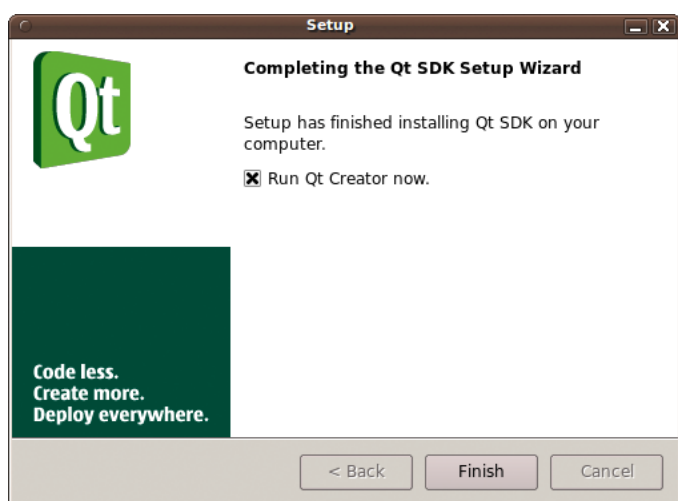 Setup
Qt
Completing the Qt SDK Setup Wizard
Setup has finished installing Qt SDK on your
computer.
Run Qt Creator now.
Code less.
Create more.
Deploy everywhere.
< Back
Finish
Cancel